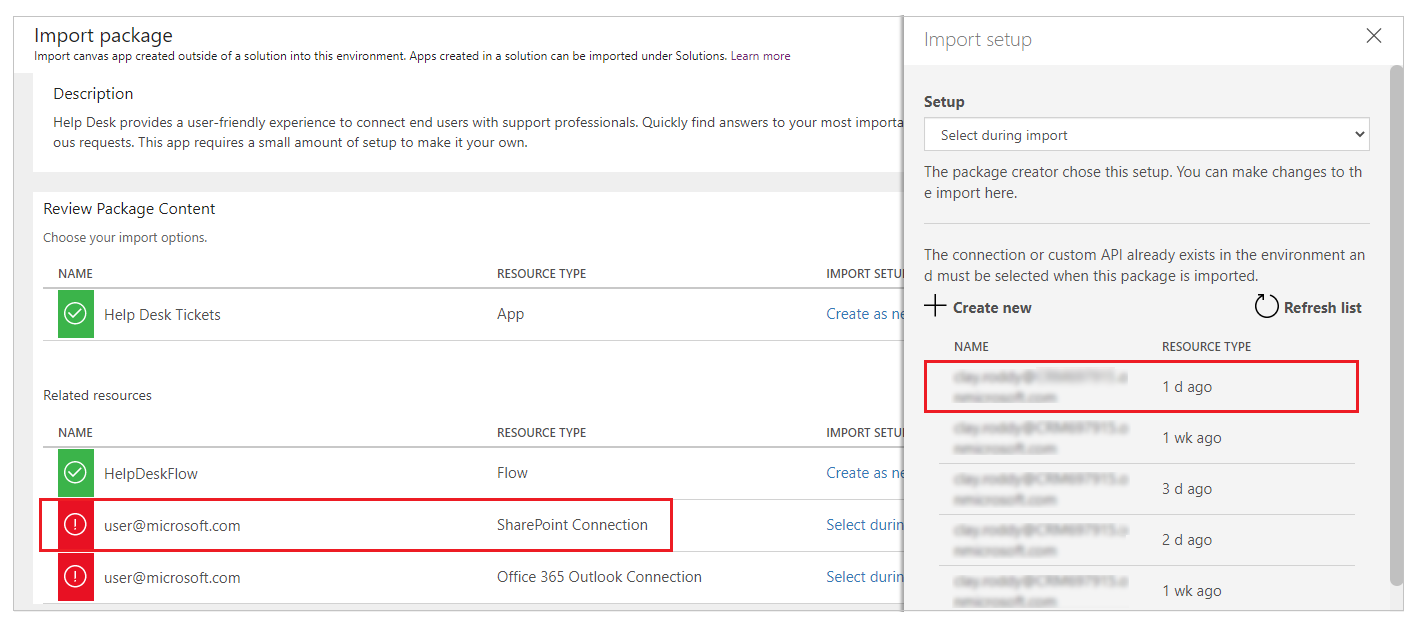 Import package
Import canvas app created outside of a solution into this environment. Apps created in a solution can be imported under Solutions. Learn more
Description
Help Desk provides a user-friendly experience to connect end users with support professionals. Quickly find answers to your most importa
ous requests. This app requires a small amount of setup to make it your own.
Review Package Content
Choose your import options.
NAME RESOURCE TYPE IMPORT SETU
Help Desk Tickets App Create as ne
Related resources
NAME RESOURCE TYPE IMPORT SETU
HelpDeskFlow Flow Create as ne
user@microsoft.com SharePoint Connection Select durin
user@microsoft.com Office 365 Outlook Connection Select durin
Import setup
Setup
Select during import
The package creator chose this setup. You can make changes to th
e import here.
The connection or custom API already exists in the environment an
d must be selected when this package is imported.
Create new Refresh list
NAME RESOURCE TYPE
1 d ago
1 wk ago
3 d ago
2 d ago
1 wk ago